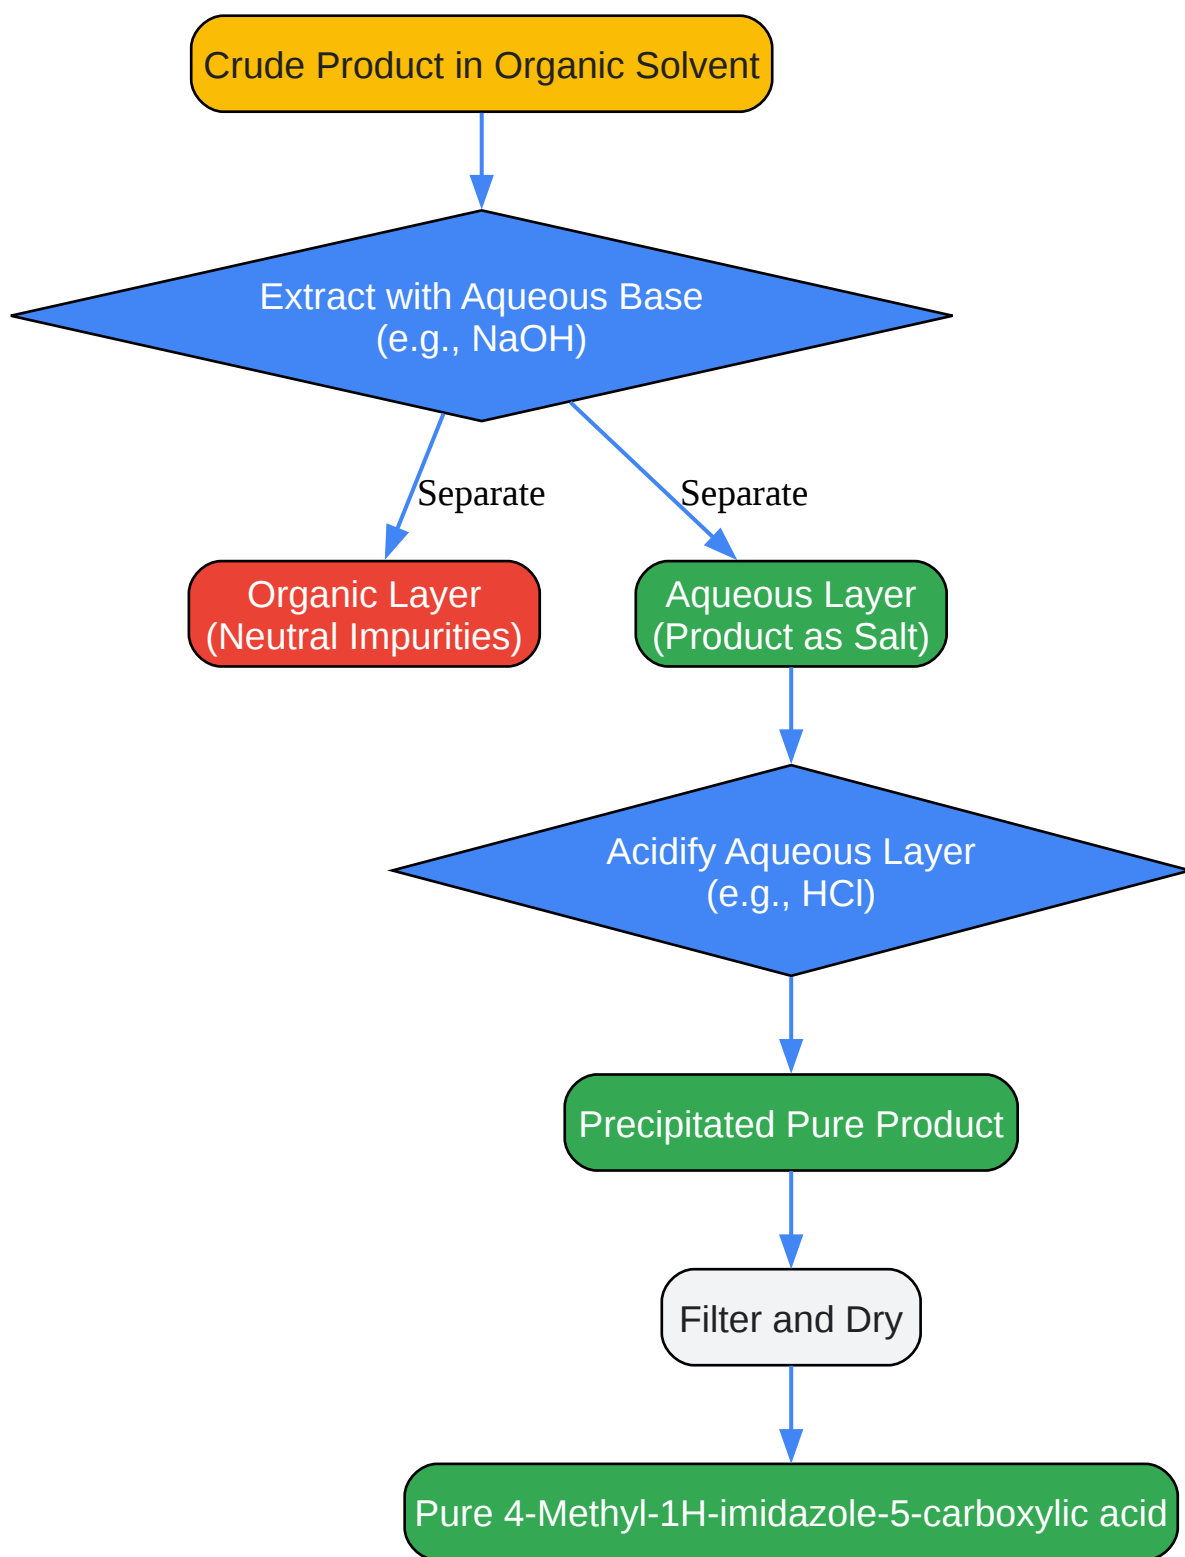 Crude Product in Organic Solvent
Extract with Aqueous Base
(e.g., NaOH)
Separate
Separate
Organic Layer
(Neutral Impurities)
Aqueous Layer
(Product as Salt)
Acidify Aqueous Layer
(e.g., HCl)
Precipitated Pure Product
Filter and Dry
Pure 4-Methyl-1H-imidazole-5-carboxylic acid